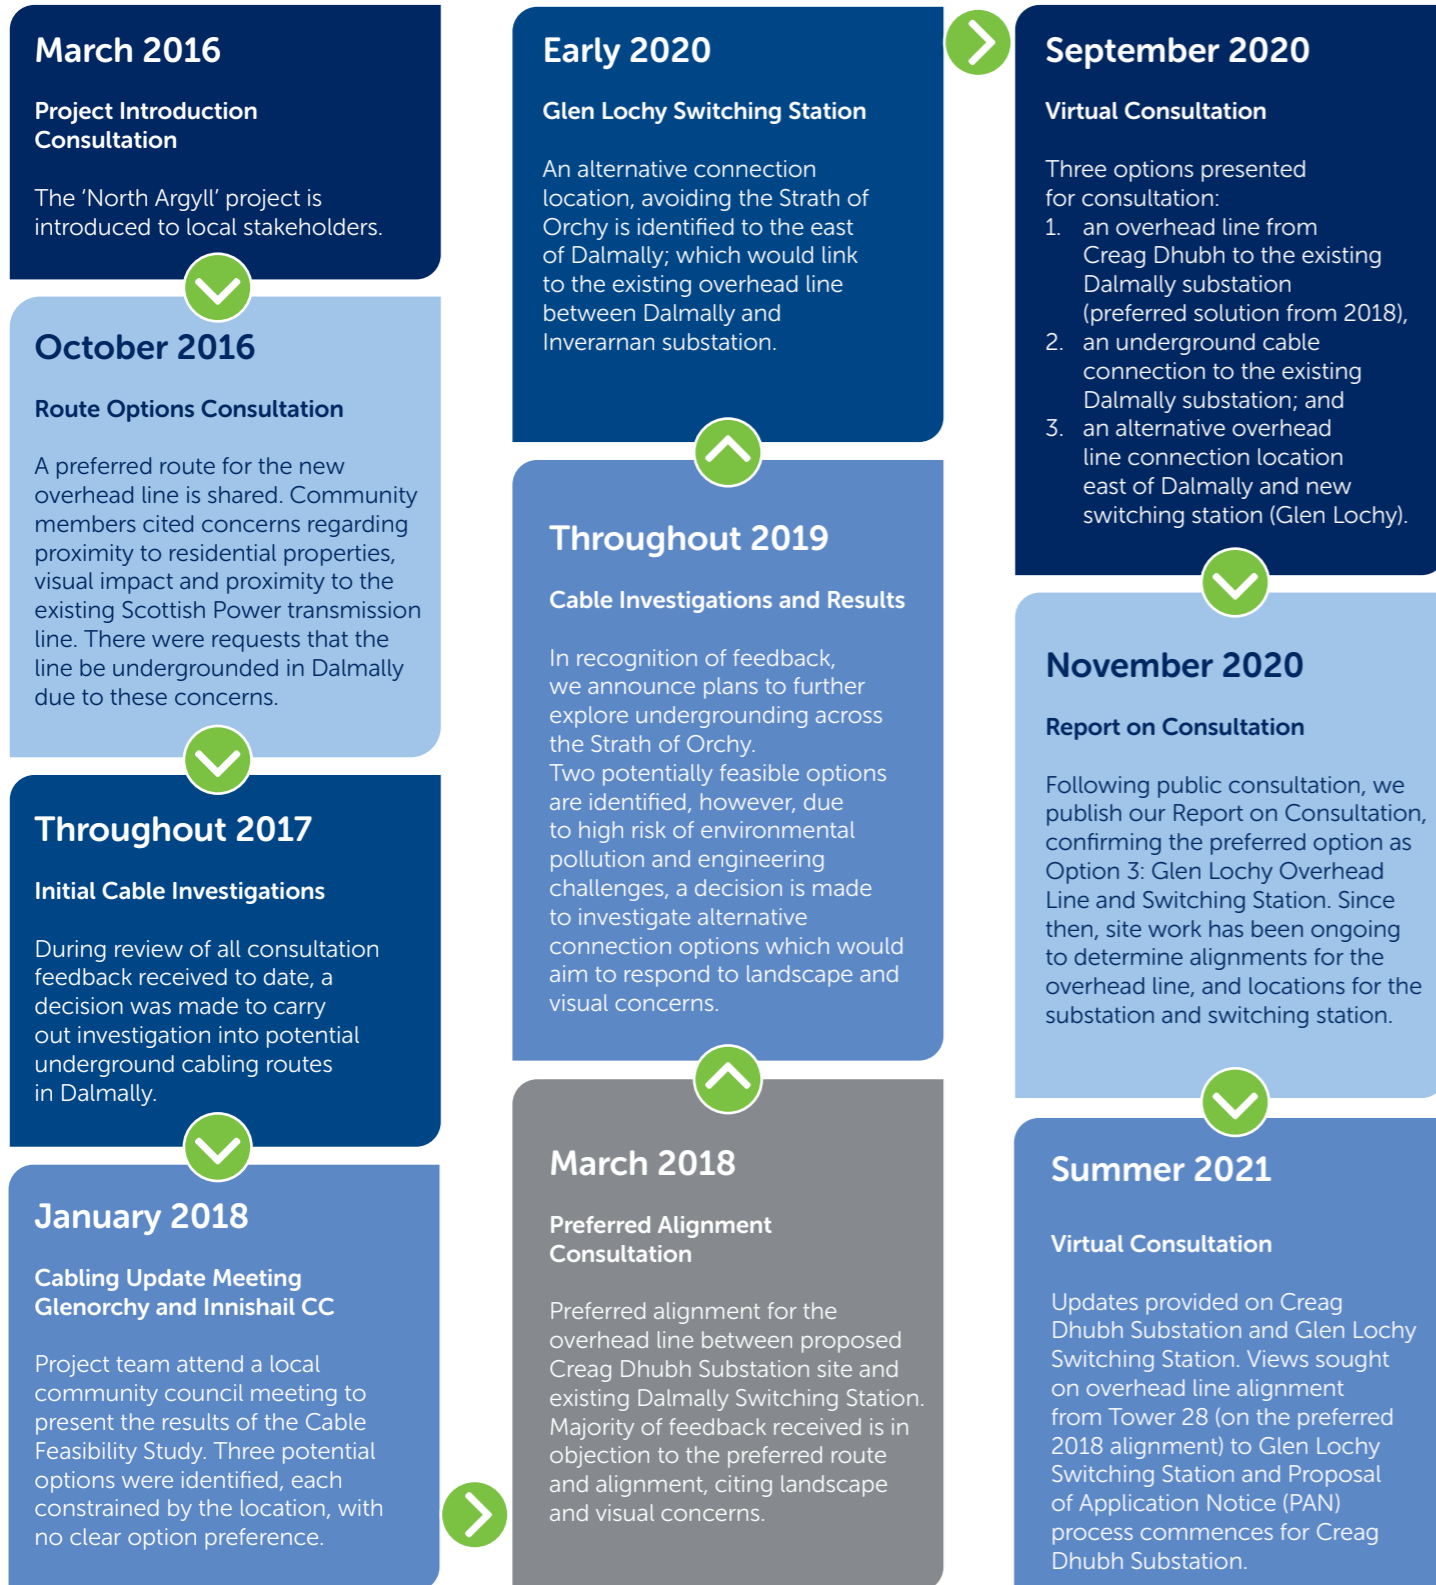 March 2016
Project Introduction
Consultation
The ‘North Argyll’ project is
introduced to local stakeholders.
October 2016
Route Options Consultation
A preferred route for the new
overhead line is shared. Community
members cited concerns regarding
proximity to residential properties,
visual impact and proximity to the
existing Scottish Power transmission
line. There were requests that the
line be undergrounded in Dalmally
due to these concerns.
Throughout 2017
Initial Cable Investigations
During review of all consultation
feedback received to date, a
decision was made to carry
out investigation into potential
underground cabling routes
in Dalmally.
January 2018
Cabling Update Meeting
Glenorchy and Innishail CC
Project team attend a local
community council meeting to
present the results of the Cable
Feasibility Study. Three potential
options were identified, each
constrained by the location, with
no clear option preference.
March 2018
Preferred Alignment
Consultation
Preferred alignment for the
overhead line between proposed
Creag Dhubh Substation site and
existing Dalmally Switching Station.
Majority of feedback received is in
objection to the preferred route
and alignment, citing landscape
and visual concerns.
Throughout 2019
Cable Investigations and Results
In recognition of feedback,
we announce plans to further
explore undergrounding across
the Strath of Orchy.
Two potentially feasible options
are identified, however, due
to high risk of environmental
pollution and engineering
challenges, a decision is made
to investigate alternative
connection options which would
aim to respond to landscape and
visual concerns.
Early 2020
Glen Lochy Switching Station
An alternative connection
location, avoiding the Strath of
Orchy is identified to the east
of Dalmally; which would link
to the existing overhead line
between Dalmally and
Inverarnan substation.
September 2020
Virtual Consultation
Three options presented
for consultation:
1. an overhead line from
Creag Dhubh to the existing
Dalmally substation
(preferred solution from 2018),
2. an underground cable
connection to the existing
Dalmally substation; and
3. an alternative overhead
line connection location
east of Dalmally and new
switching station (Glen Lochy).
November 2020
Report on Consultation
Following public consultation, we
publish our Report on Consultation,
confirming the preferred option as
Option 3: Glen Lochy Overhead
Line and Switching Station. Since
then, site work has been ongoing
to determine alignments for the
overhead line, and locations for the
substation and switching station.
Summer 2021
Virtual Consultation
Updates provided on Creag
Dhubh Substation and Glen Lochy
Switching Station. Views sought
on overhead line alignment
from Tower 28 (on the preferred
2018 alignment) to Glen Lochy
Switching Station and Proposal
of Application Notice (PAN)
process commences for Creag
Dhubh Substation.